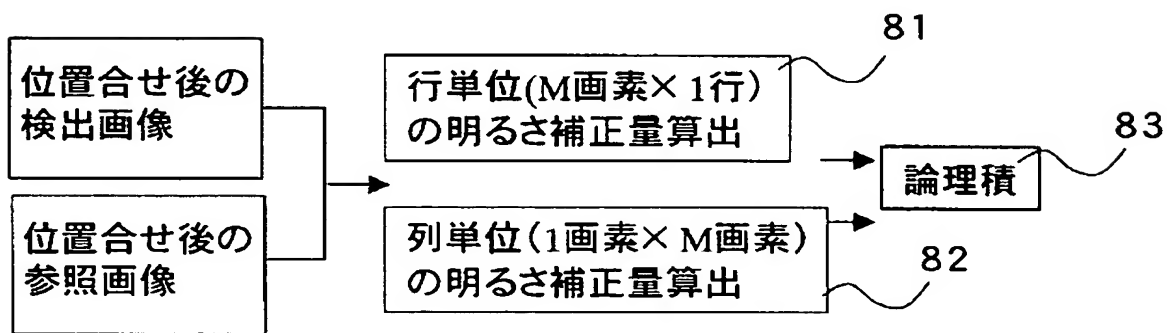 位置合せ後の
検出画像
位置合せ後の
参照画像
行単位(M画素×1行)
の明るさ補正量算出
81
列単位(1画素×M画素)
の明るさ補正量算出
82
論理積
83